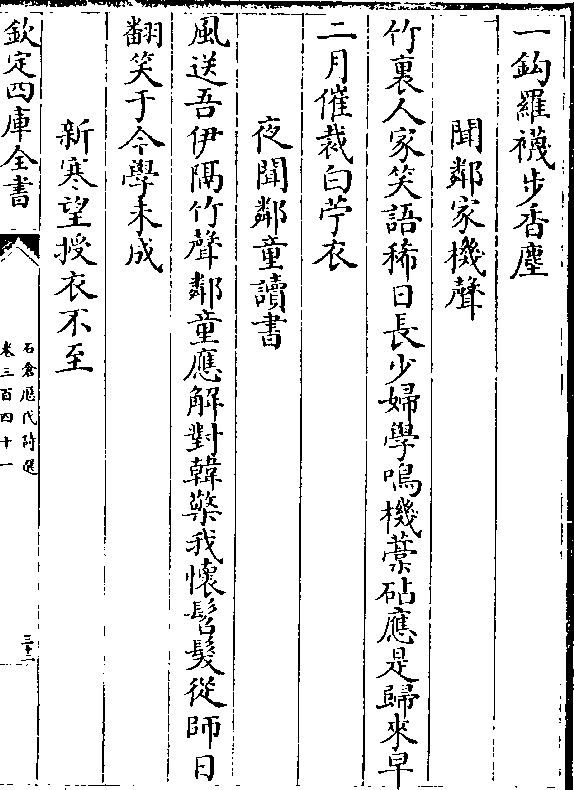 一鈎羅襪步香塵
聞鄰家機聲
竹裏人家笑語稀日長少婦學鳴機藁砧應是歸來早
二月催裁白苧衣
夜聞鄰童讀書
風送吾伊隔竹聲鄰童應解對韓檠我懷髫髮從師日
翻笑于今學未成
新寒望授衣不至
欽定四庫全書
石倉歷代詩選
卷三百四十一
三十二